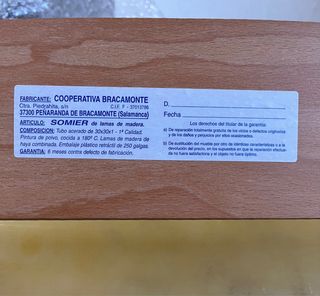 FABRICANTE: COOPERATIVA BRACAMONTE
Ctra. Piedrahita, s/n C.I.F. F - 37013786
37300 PEÑARANDA DE BRACAMONTE (Salamanca)
ARTICULO: SOMIER de lamas de madera.
COMPOSICION: Tubo acerado de 30x30x1 - 1ª Calidad.
Pintura de polvo, cocida a 180º C. Lamas de madera de
haya combinada. Embalaje plástico retráctil de 250 galgas.
GARANTIA: 6 meses contra defecto de fabricación.
D.
Fecha
Los derechos del titular de la garantía:
a) De reparación totalmente gratuita de los vicios o defectos originarios
y de los daños y perjuicios por ellos ocasionados.
b) De sustitución del mueble por otro de idénticas características o a la
devolución del precio, en los supuestos en que la reparación efectuada
no fuera satisfactoria y el objeto no fuera óptimo.